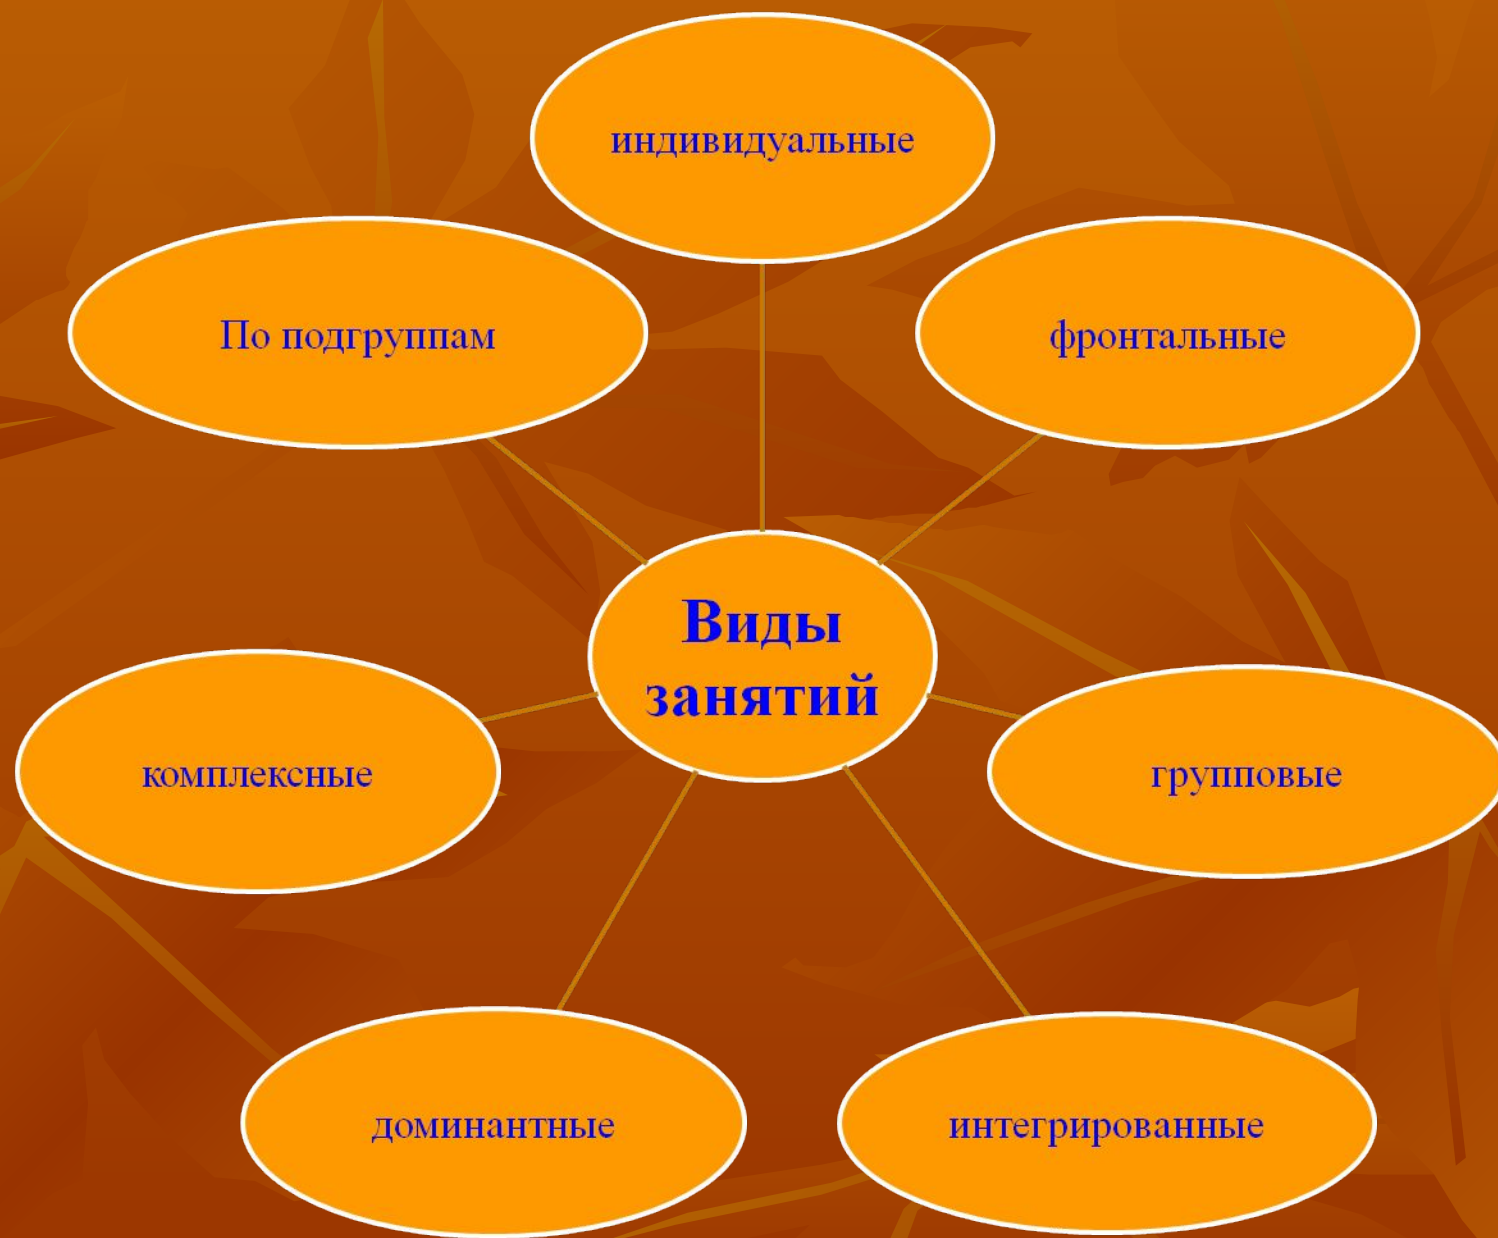 индивидуальные
По подгруппам
фронтальные
Виды
занятий
комплексные
групповые
доминантные
интегрированные